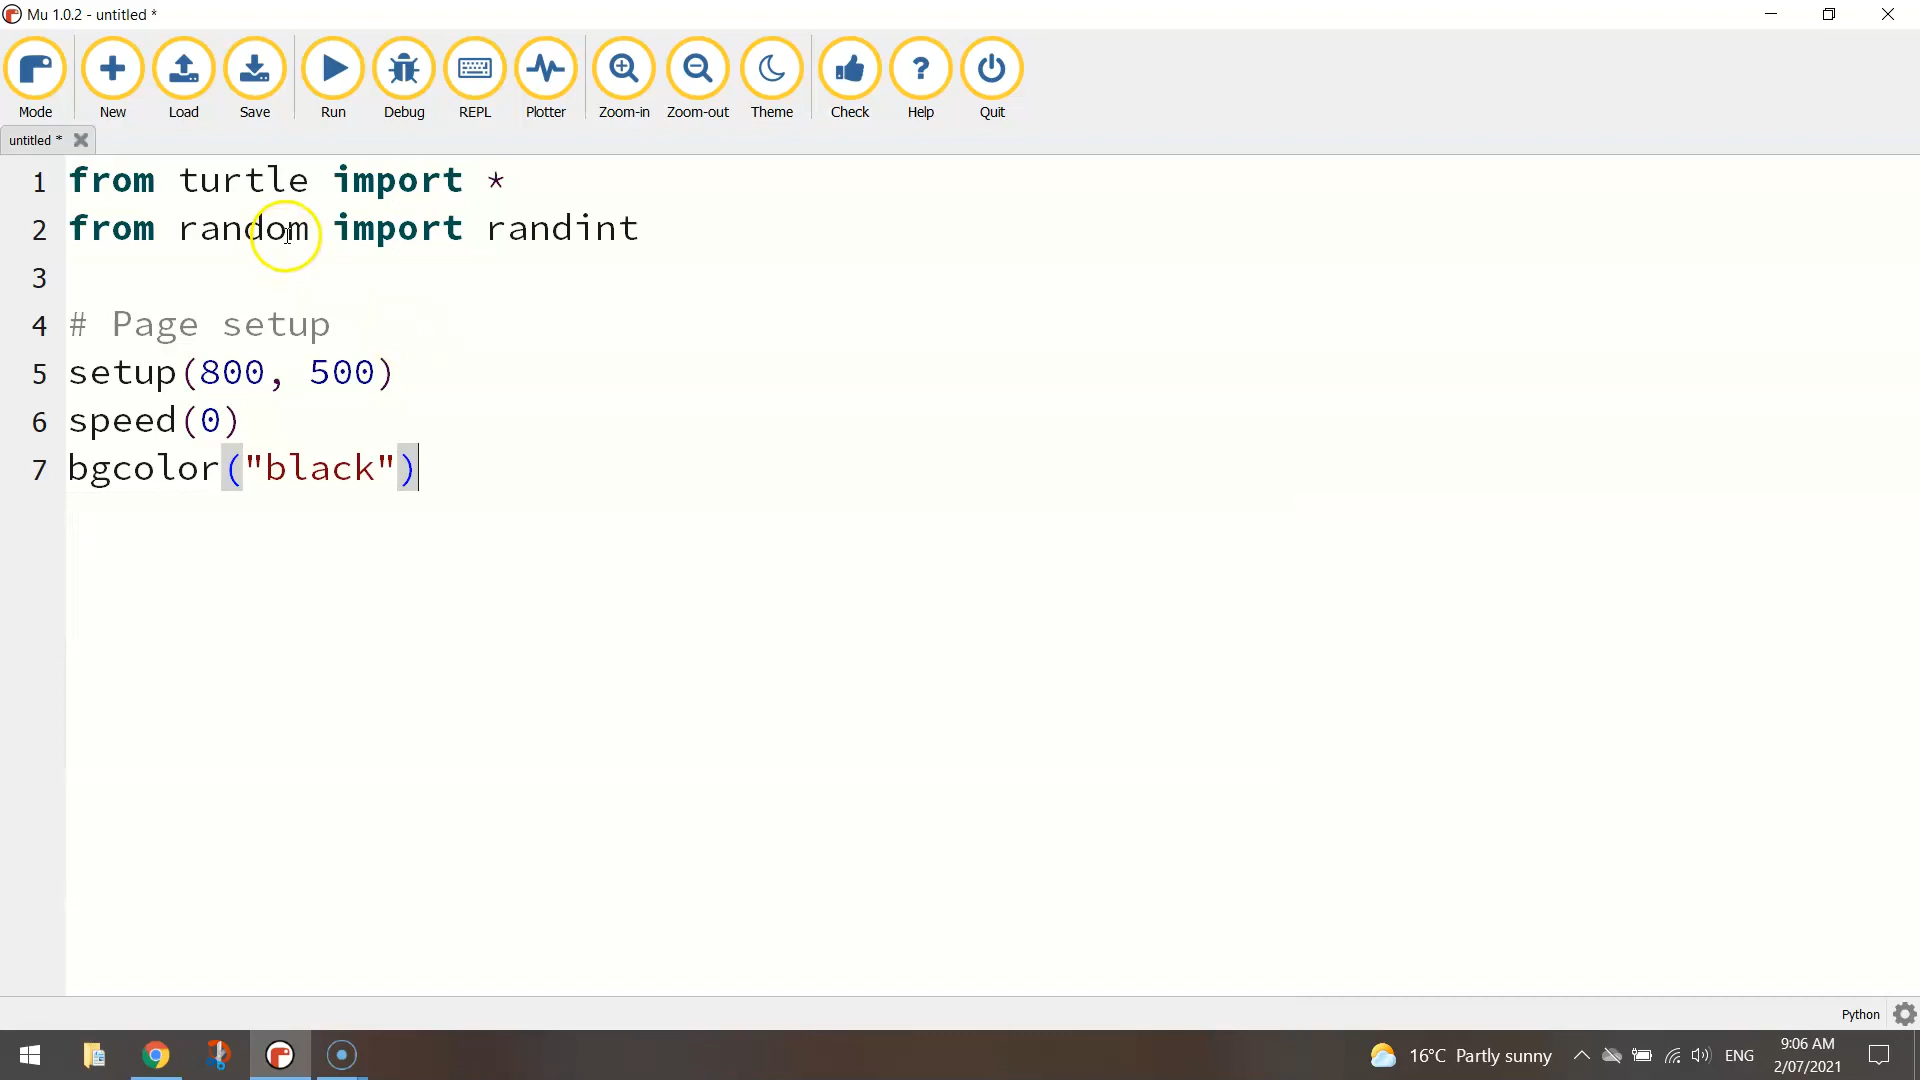 Mu 1.0.2 - untitled *
Mode New Load Save Run Debug REPL Plotter Zoom-in Zoom-out Theme Check Help Quit
untitled *
1 from turtle import *
2 from random import randint
3
4 # Page setup
5 setup(800, 500)
6 speed(0)
7 bgcolor("black")
Python
16°C Partly sunny ENG 9:06 AM
2/07/2021